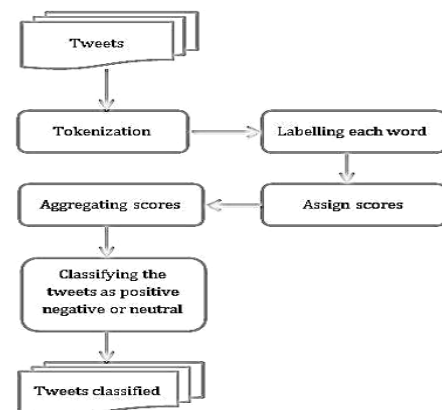 Tweets
Tokenization
Labelling each word
Assign scores
Aggregating scores
Classifying the
tweets as positive
negative or neutral
Tweets classified